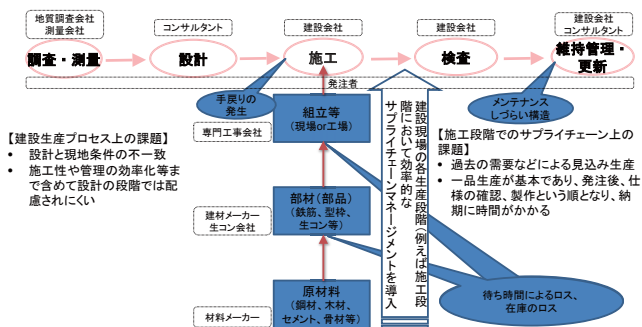 地質調査会社
測量会社
コンサルタント
建設会社
建設会社
建設会社
コンサルタント
調査・測量
設計
施工
検査
維持管理・
更新
発注者
手戻りの
発生
メンテナンス
しづらい構造
【建設生産プロセス上の課題】
• 設計と現地条件の不一致
• 施工性や管理の効率化等ま
で含めて設計の段階では配
慮されにくい
専門工事会社
組立等
(現場or工場)
建材メーカー
生コン会社
部材(部品)
(鉄筋、型枠、
生コン等)
材料メーカー
原材料
(鋼材、木材、
セメント、骨材等)
建設現場の各生産段階(例えば施工段
階)において効率的な
サプライチェーンマネージメントを導入
【施工段階でのサプライチェーン上の
課題】
• 過去の需要などによる見込み生産
• 一品生産が基本であり、発注後、仕
様の確認、製作という順となり、納
期に時間がかかる
待ち時間によるロス、
在庫のロス